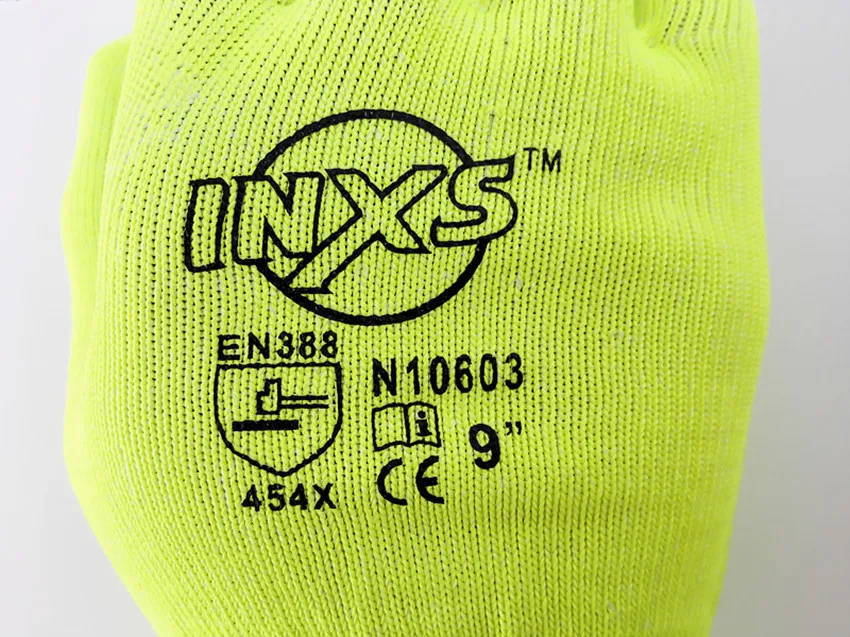 INXS™
EN388
454X
N10603
i
9"
CE